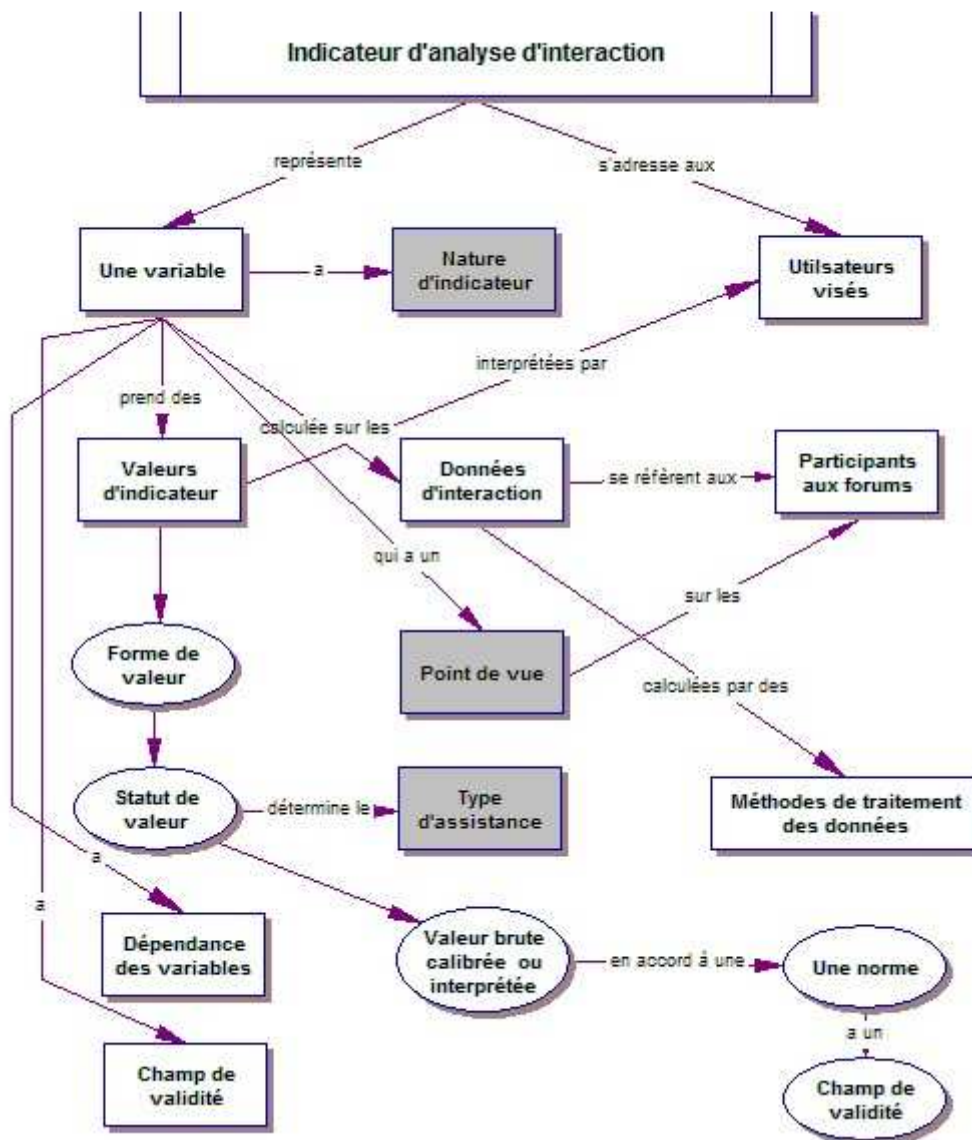 Indicateur d'analyse d'interaction
représente
s'adresse aux
Une variable
a
Nature
d'indicateur
Utilsateurs
visés
interprétées par
prend des
calculée sur les
Valeurs
d'indicateur
Données
d'interaction
se réfèrent aux
Participants
aux forums
qui a un
sur les
Forme de
valeur
Point de vue
calculées par des
Statut de
valeur
détermine le
Type
d'assistance
Méthodes de traitement
des données
a
a
Dépendance
des variables
Valeur brute
calibrée ou
interprétée
en accord á une
Une norme
a un
Champ de
validité
Champ de
validité